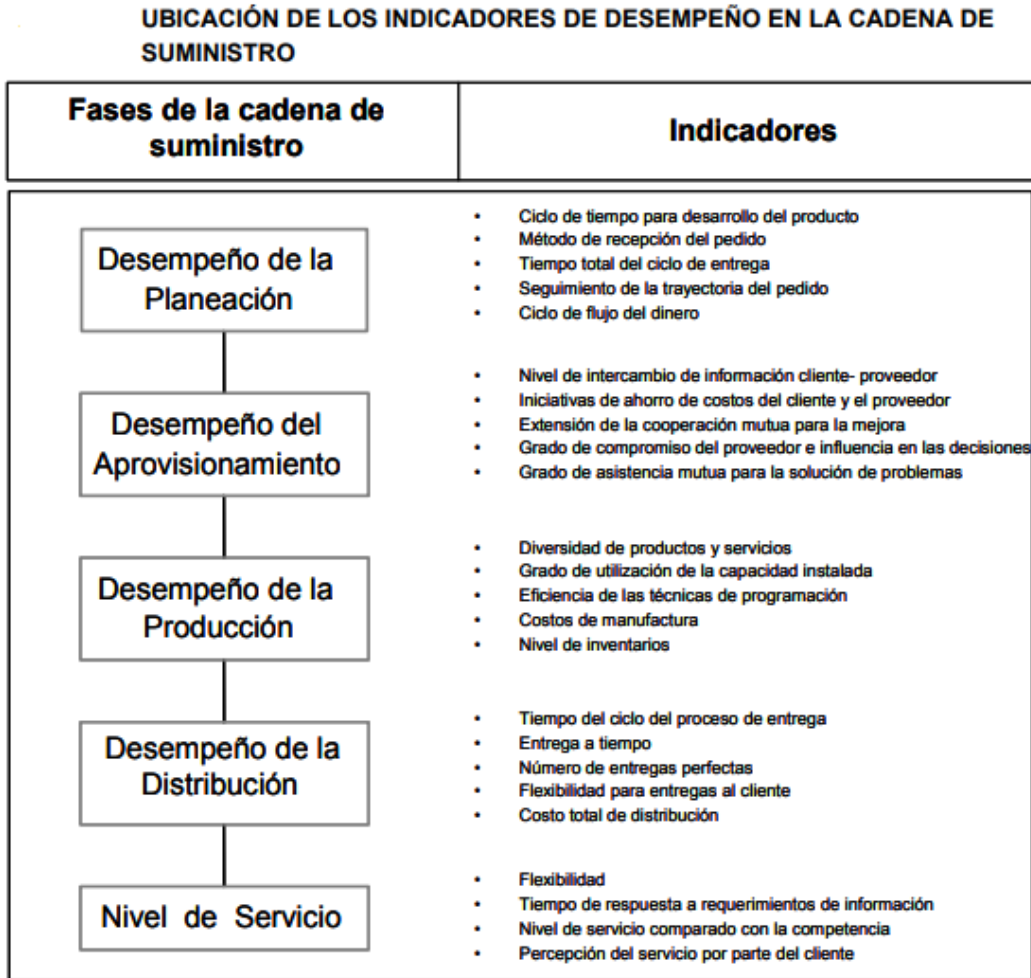 UBICACIÓN DE LOS INDICADORES DE DESEMPEÑO EN LA CADENA DE
SUMINISTRO
Fases de la cadena de
suministro
Indicadores
Desempeño de la
Planeación
• Ciclo de tiempo para desarrollo del producto
• Método de recepción del pedido
• Tiempo total del ciclo de entrega
• Seguimiento de la trayectoria del pedido
• Ciclo de flujo del dinero
Desempeño del
Aprovisionamiento
• Nivel de intercambio de información cliente- proveedor
• Iniciativas de ahorro de costos del cliente y el proveedor
• Extensión de la cooperación mutua para la mejora
• Grado de compromiso del proveedor e influencia en las decisiones
• Grado de asistencia mutua para la solución de problemas
Desempeño de la
Producción
• Diversidad de productos y servicios
• Grado de utilización de la capacidad instalada
• Eficiencia de las técnicas de programación
• Costos de manufactura
• Nivel de inventarios
Desempeño de la
Distribución
• Tiempo del ciclo del proceso de entrega
• Entrega a tiempo
• Número de entregas perfectas
• Flexibilidad para entregas al cliente
• Costo total de distribución
Nivel de Servicio
• Flexibilidad
• Tiempo de respuesta a requerimientos de información
• Nivel de servicio comparado con la competencia
• Percepción del servicio por parte del cliente